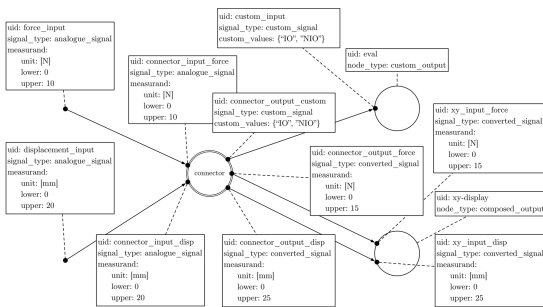 uid: force_input
signal_type: analogue_signal
measurand:
unit: [N]
lower: 0
upper: 10
uid: custom_input
signal_type: custom_signal
custom_values: {“IO”, ”NIO”}
uid: eval
node_type: custom_output
uid: connector_input_force
signal_type: analogue_signal
measurand:
unit: [N]
lower: 0
upper: 10
uid: connector_output_custom
signal_type: custom_signal
custom_values: {“IO”, ”NIO”}
uid: xy_input_force
signal_type: converted_signal
measurand:
unit: [N]
lower: 0
upper: 15
uid: displacement_input
signal_type: analogue_signal
measurand:
unit: [mm]
lower: 0
upper: 20
connector
uid: connector_output_force
signal_type: converted_signal
measurand:
unit: [N]
lower: 0
upper: 15
uid: xy-display
node_type: composed_output
uid: connector_input_disp
signal_type: analogue_signal
measurand:
unit: [mm]
lower: 0
upper: 20
uid: connector_output_disp
signal_type: converted_signal
measurand:
unit: [mm]
lower: 0
upper: 25
uid: xy_input_disp
signal_type: converted_signal
measurand:
unit: [mm]
lower: 0
upper: 25